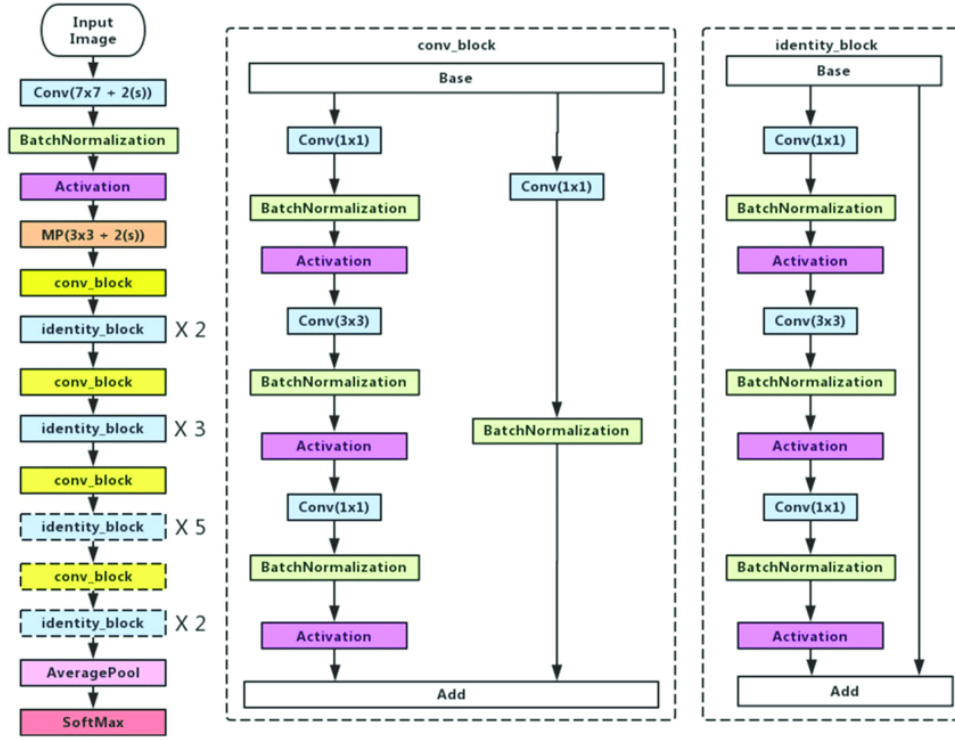 Input
Image
Conv(7x7 + 2(s))
BatchNormalization
Activation
MP(3x3 + 2(s))
conv_block
identity_block X 2
conv_block
identity_block X 3
conv_block
identity_block X 5
conv_block
identity_block X 2
AveragePool
SoftMax
conv_block
Base
Conv(1x1)
BatchNormalization
Activation
Conv(3x3)
BatchNormalization
Activation
Conv(1x1)
BatchNormalization
Activation
Conv(1x1)
BatchNormalization
Add
identity_block
Base
Conv(1x1)
BatchNormalization
Activation
Conv(3x3)
BatchNormalization
Activation
Conv(1x1)
BatchNormalization
Activation
Add